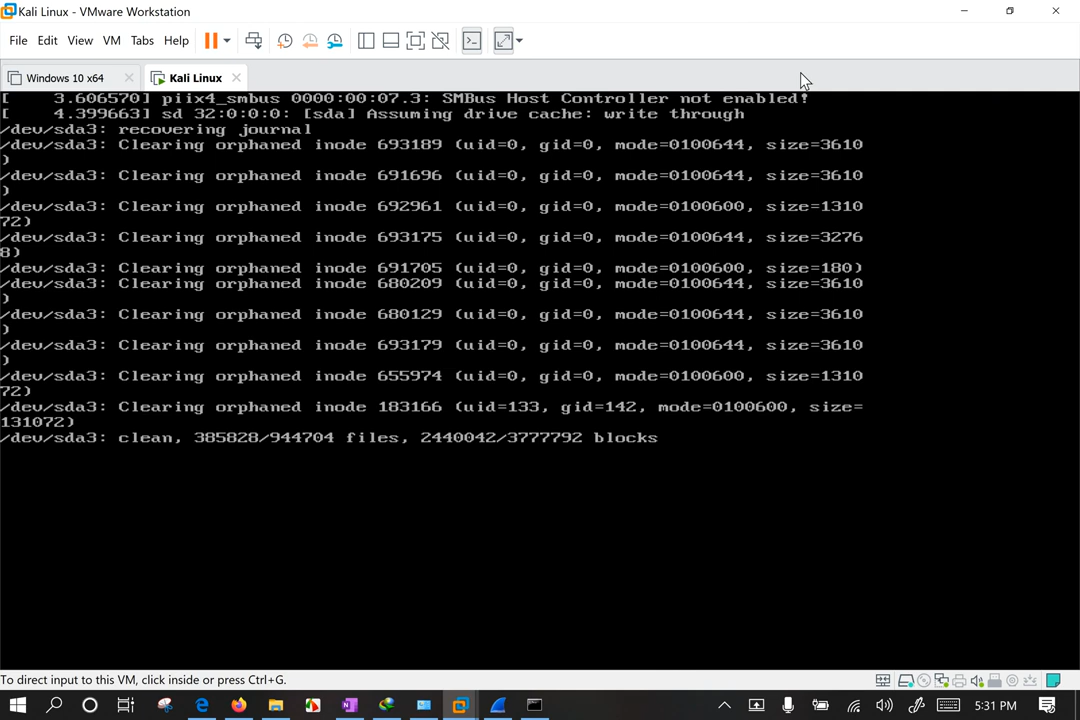 Kali Linux - VMware Workstation
File Edit View VM Tabs Help
Windows 10 x64
Kali Linux
[    3.606570] piix4_smbus 0000:00:07.3: SMBus Host Controller not enabled!
[    4.399663] sd 32:0:0:0: [sda] Assuming drive cache: write through
/dev/sda3: recovering journal
/dev/sda3: Clearing orphaned inode 693189 (uid=0, gid=0, mode=0100644, size=3610
)
/dev/sda3: Clearing orphaned inode 691696 (uid=0, gid=0, mode=0100644, size=3610
)
/dev/sda3: Clearing orphaned inode 692961 (uid=0, gid=0, mode=0100600, size=1310
72)
/dev/sda3: Clearing orphaned inode 693175 (uid=0, gid=0, mode=0100644, size=3276
8)
/dev/sda3: Clearing orphaned inode 691705 (uid=0, gid=0, mode=0100600, size=180)
/dev/sda3: Clearing orphaned inode 680209 (uid=0, gid=0, mode=0100644, size=3610
)
/dev/sda3: Clearing orphaned inode 680129 (uid=0, gid=0, mode=0100644, size=3610
)
/dev/sda3: Clearing orphaned inode 693179 (uid=0, gid=0, mode=0100644, size=3610
)
/dev/sda3: Clearing orphaned inode 655974 (uid=0, gid=0, mode=0100600, size=1310
72)
/dev/sda3: Clearing orphaned inode 183166 (uid=133, gid=142, mode=0100600, size=
131072)
/dev/sda3: clean, 385828/944704 files, 2440042/3777792 blocks
To direct input to this VM, click inside or press Ctrl+G.
5:31 PM